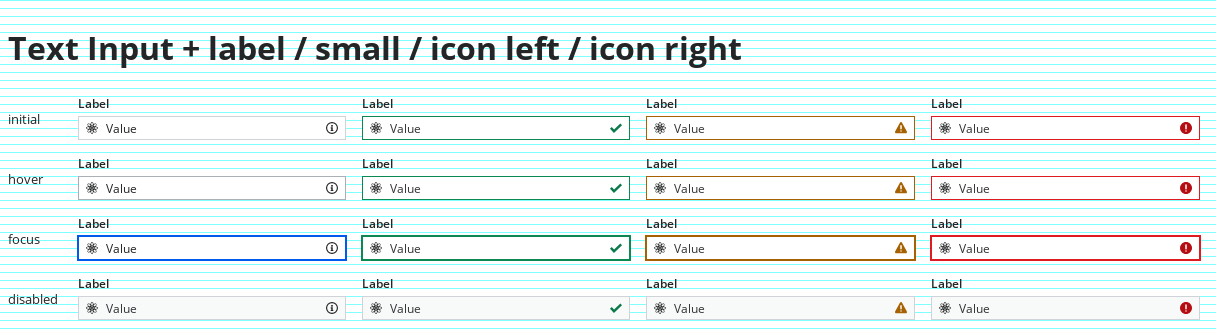 Text Input + label / small / icon left / icon right
Label Label Label Label
initial Value Value Value Value
Label Label Label Label
hover Value Value Value Value
Label Label Label Label
focus Value Value Value Value
Label Label Label Label
disabled Value Value Value Value